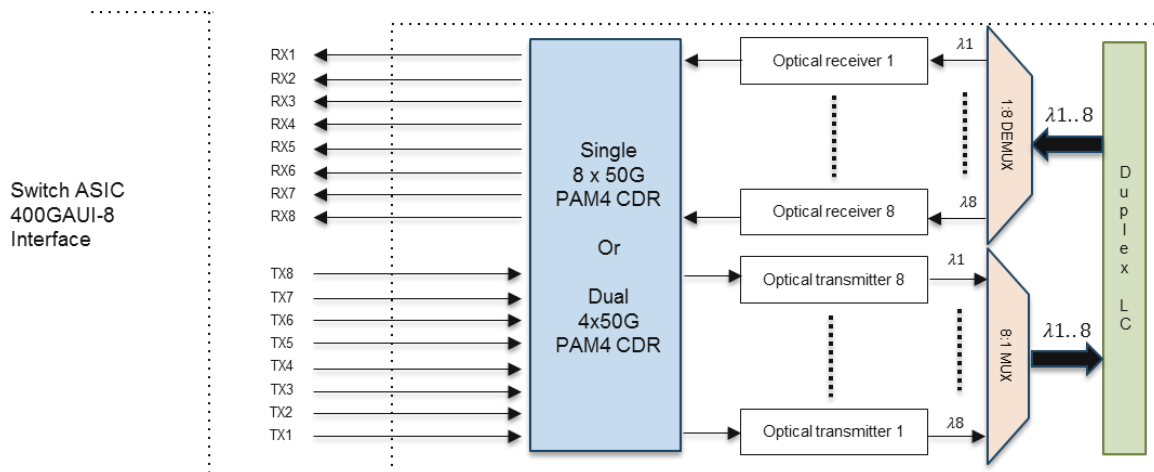 Switch ASIC
400GAUI-8
Interface
RX1
RX2
RX3
RX4
RX5
RX6
RX7
RX8
TX8
TX7
TX6
TX5
TX4
TX3
TX2
TX1
Single
8 x 50G
PAM4 CDR
Or
Dual
4x50G
PAM4 CDR
Optical receiver 1
λ1
Optical receiver 8
λ8
Optical transmitter 8
λ1
Optical transmitter 1
λ8
1:8 DEMUX
8:1 MUX
λ1..8
λ1..8
Duplex LC